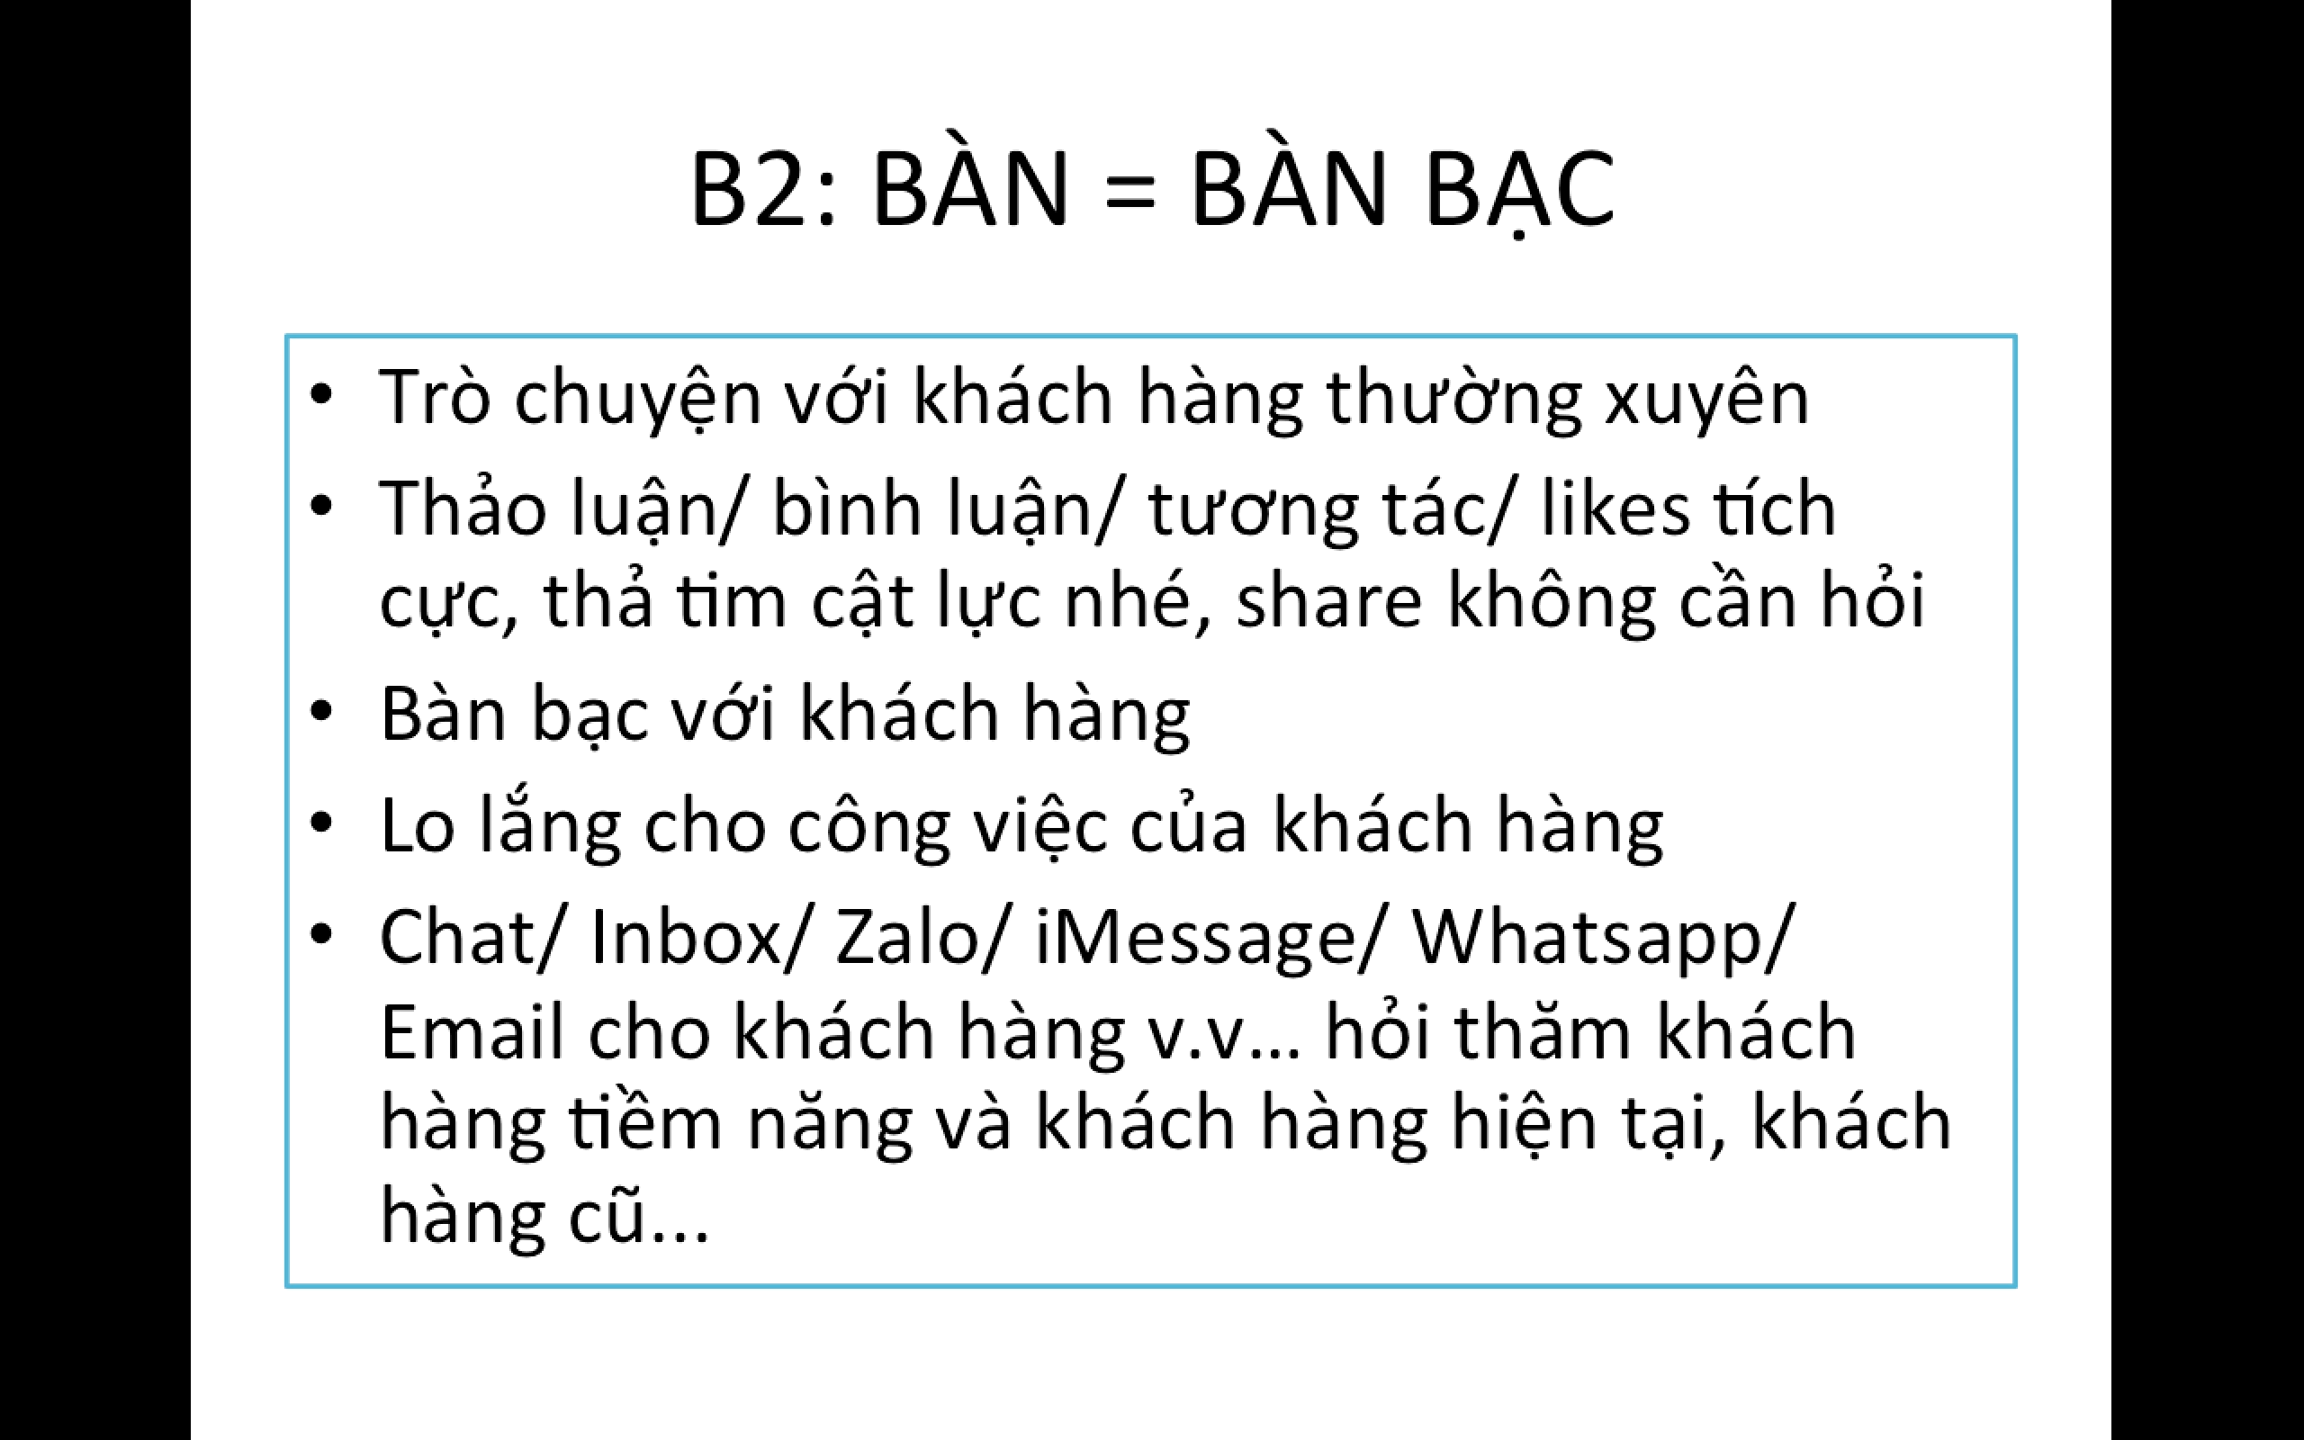 B2: BÀN = BÀN BẠC
• Trò chuyện với khách hàng thường xuyên
• Thảo luận/ bình luận/ tương tác/ likes tích
cực, thả tim cật lực nhé, share không cần hỏi
• Bàn bạc với khách hàng
• Lo lắng cho công việc của khách hàng
• Chat/ Inbox/ Zalo/ iMessage/ Whatsapp/
Email cho khách hàng v.v... hỏi thăm khách
hàng tiềm năng và khách hàng hiện tại, khách
hàng cũ...